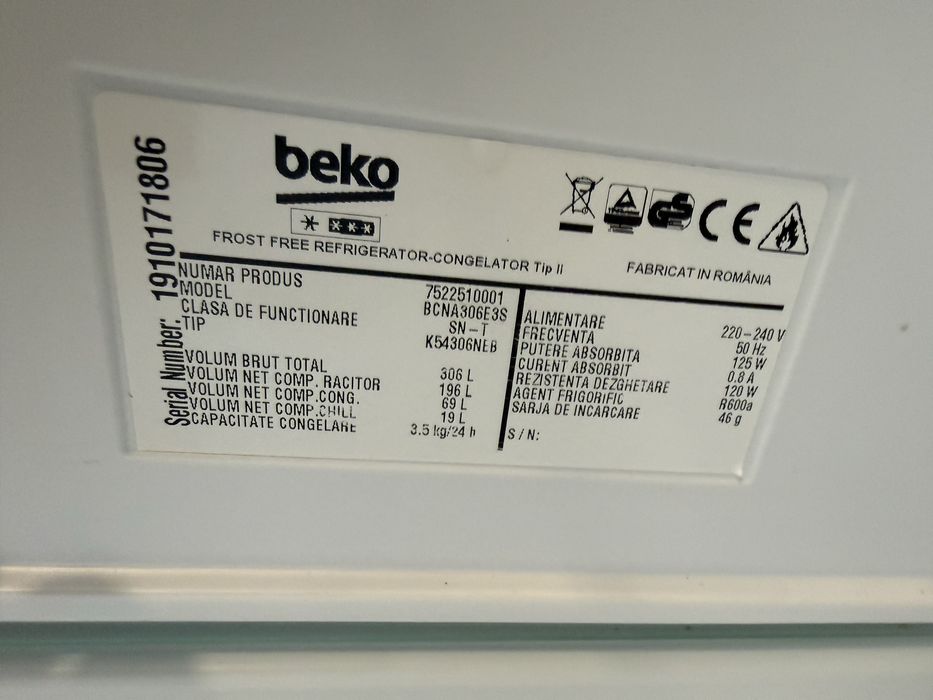 beko
FROST FREE REFRIGERATOR-CONGELATOR Tip II
CE
FABRICAT IN ROMÂNIA
Serial Number: 1910171806
NUMAR PRODUS 7522510001
MODEL BCNA306E3S
CLASA DE FUNCTIONARE SN-T
TIP K54306NEB
VOLUM BRUT TOTAL 306 L
VOLUM NET COMP. RACITOR 196 L
VOLUM NET COMP.CONG. 69 L
VOLUM NET COMP.CHILL 19 L
CAPACITATE CONGELARE 3.5 kg/24 h
ALIMENTARE 220-240 V
FRECVENTA 50 Hz
PUTERE ABSORBITA 125 W
CURENT ABSORBIT 0.8 A
REZISTENTA DEZGHETARE 120 W
AGENT FRIGORIFIC R600a
SARJA DE INCARCARE 46 g
S/N: